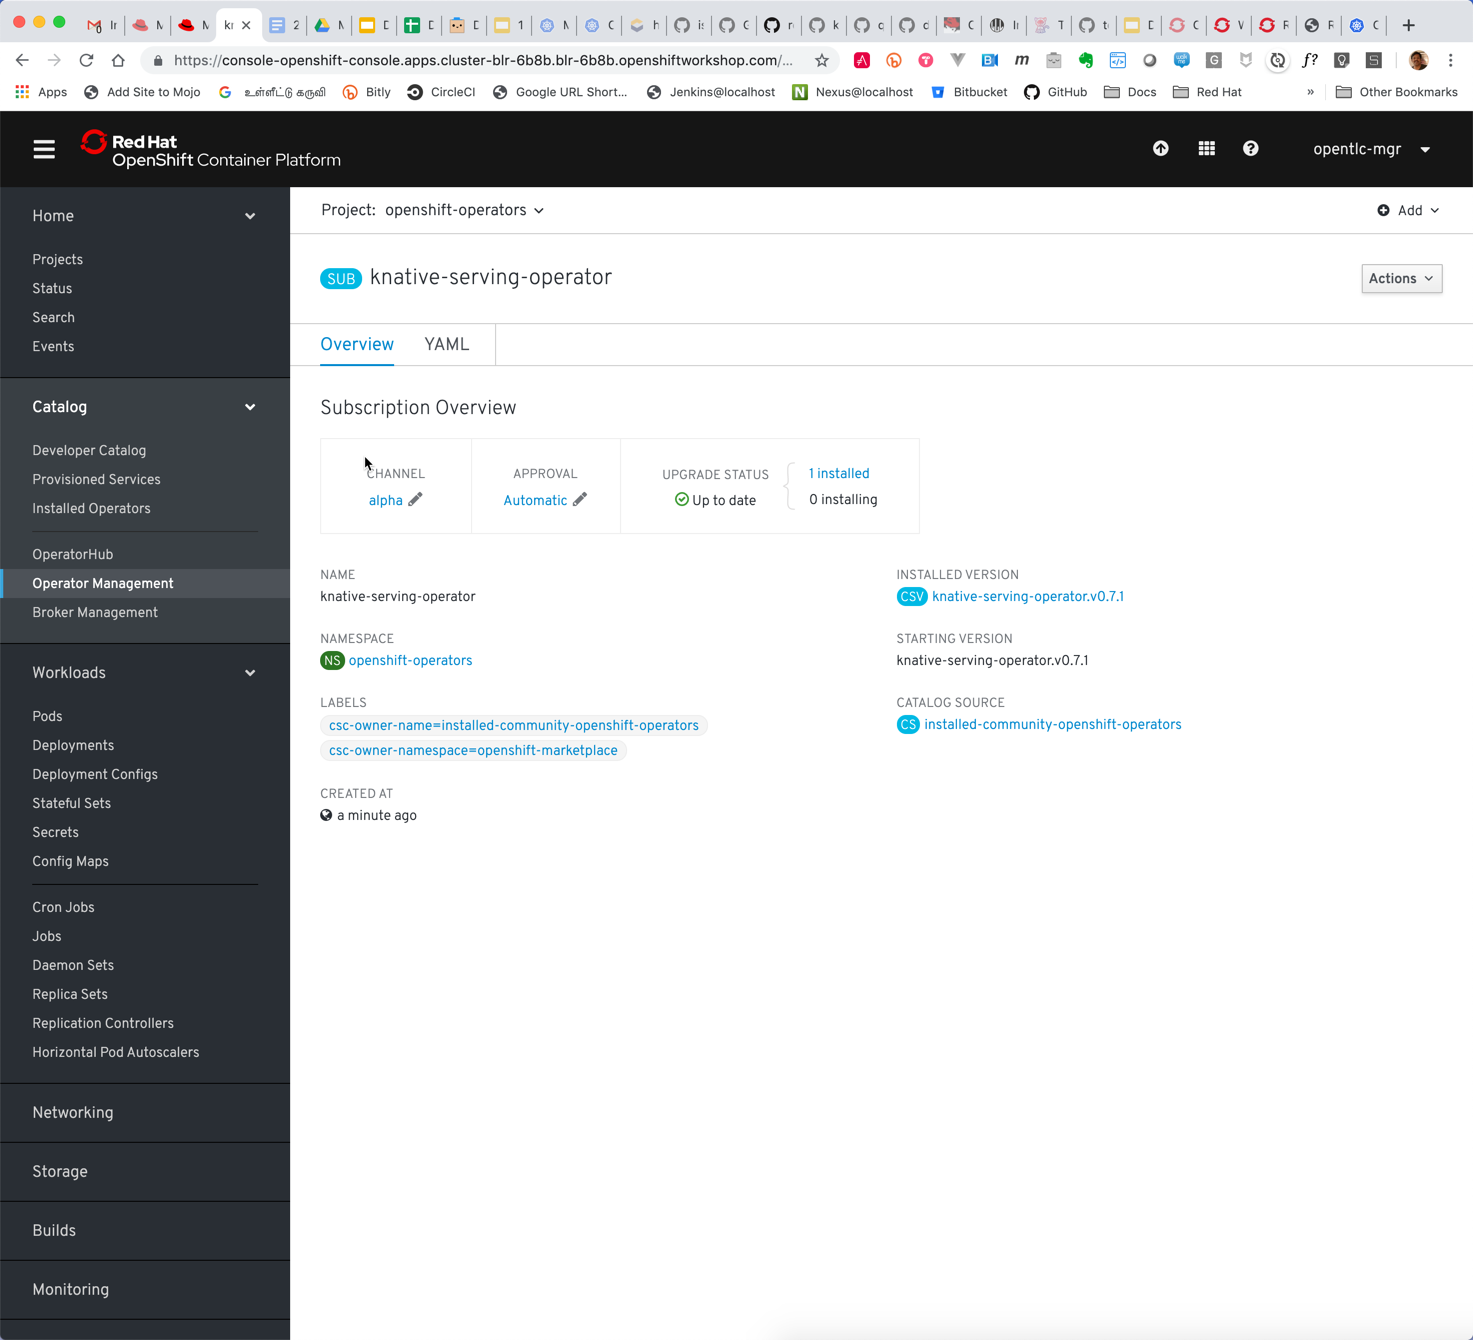 https://console-openshift-console.apps.cluster-blr-6b8b.blr-6b8b.openshiftworkshop.com/...
Apps Add Site to Mojo உள்ளீட்டு கருவி Bitly CircleCI Google URL Short... Jenkins@localhost Nexus@localhost Bitbucket GitHub Docs Red Hat » Other Bookmarks
Red Hat
OpenShift Container Platform
opentlc-mgr
Home
Projects
Status
Search
Events
Catalog
Developer Catalog
Provisioned Services
Installed Operators
OperatorHub
Operator Management
Broker Management
Workloads
Pods
Deployments
Deployment Configs
Stateful Sets
Secrets
Config Maps
Cron Jobs
Jobs
Daemon Sets
Replica Sets
Replication Controllers
Horizontal Pod Autoscalers
Networking
Storage
Builds
Monitoring
Project: openshift-operators
Add
SUB knative-serving-operator
Actions
Overview YAML
Subscription Overview
CHANNEL
alpha
APPROVAL
Automatic
UPGRADE STATUS
Up to date
1 installed
0 installing
NAME
knative-serving-operator
NAMESPACE
NS openshift-operators
LABELS
csc-owner-name=installed-community-openshift-operators
csc-owner-namespace=openshift-marketplace
CREATED AT
a minute ago
INSTALLED VERSION
CSV knative-serving-operator.v0.7.1
STARTING VERSION
knative-serving-operator.v0.7.1
CATALOG SOURCE
CS installed-community-openshift-operators